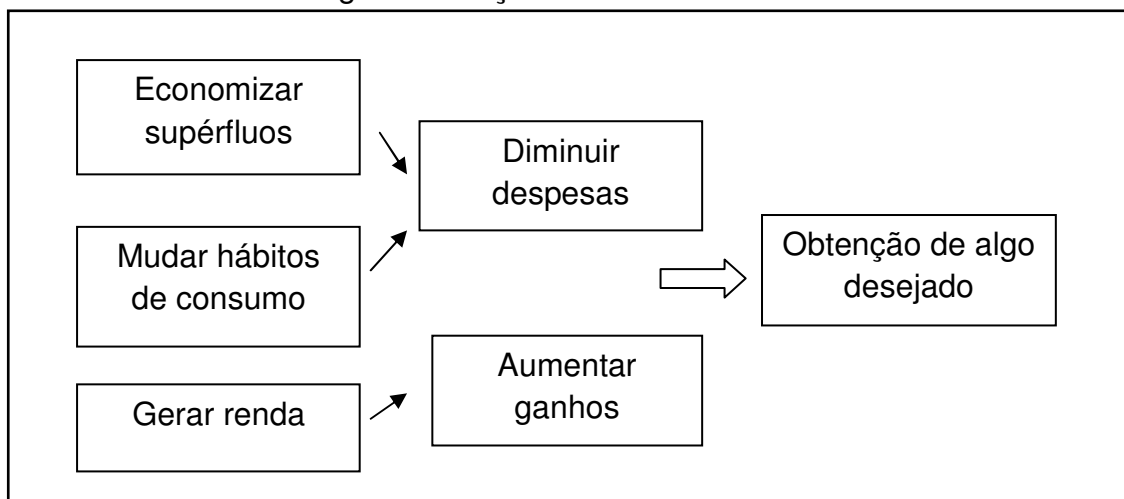 Economizar
supérfluos
Diminuir
despesas
Mudar hábitos
de consumo
Obtenção de algo
desejado
Aumentar
ganhos
Gerar renda